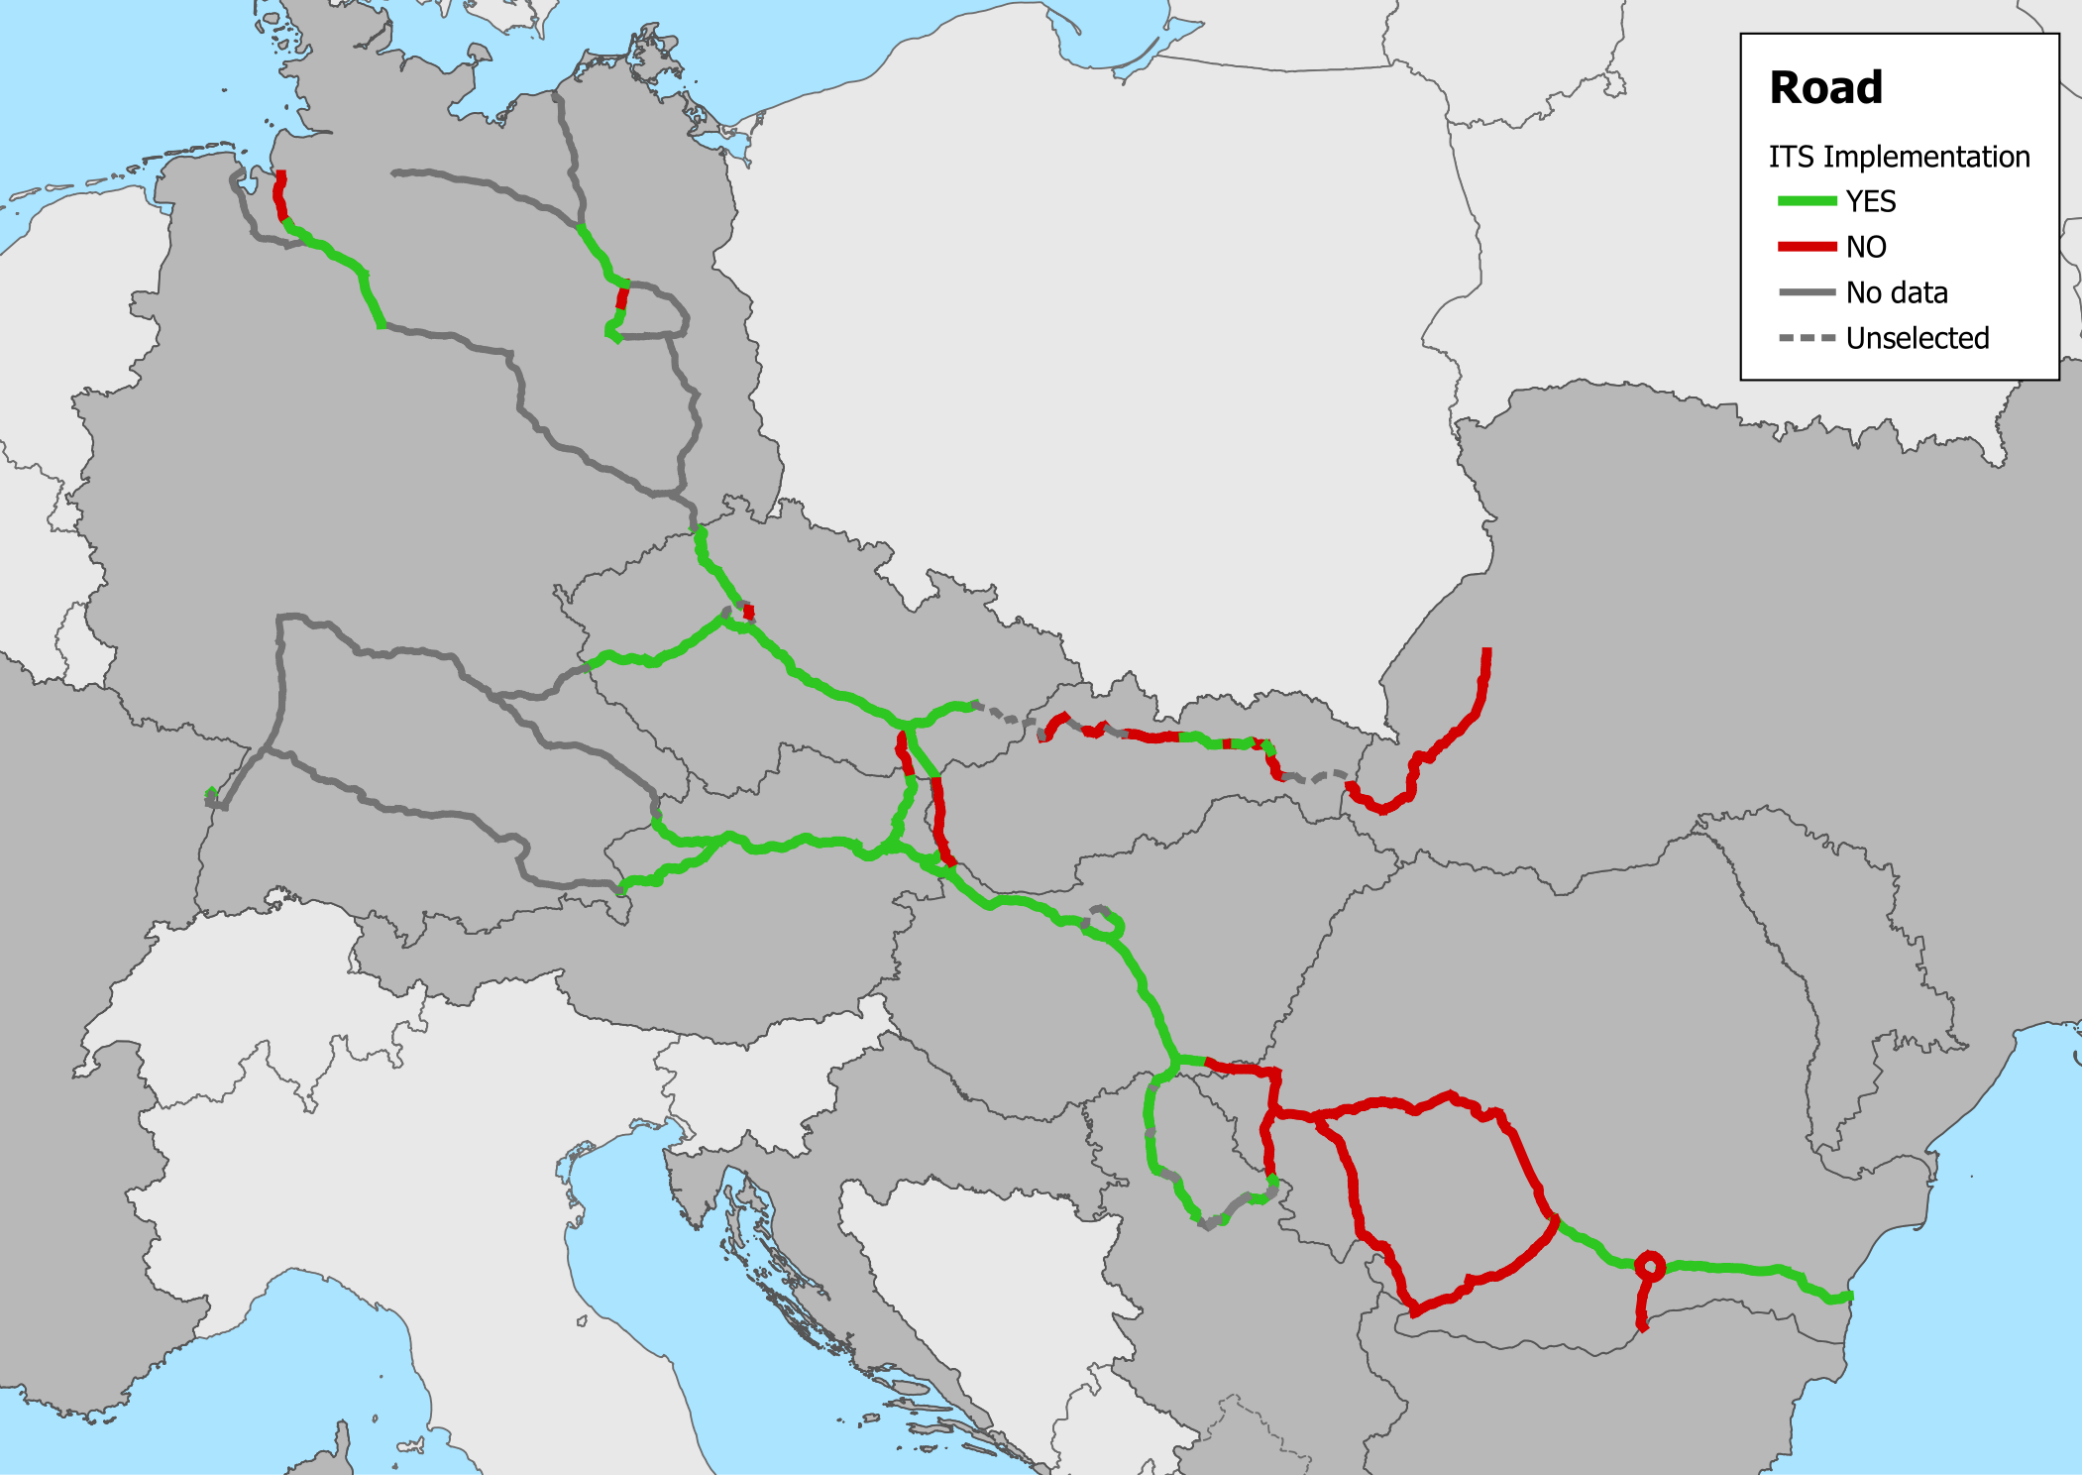 Road
ITS Implementation
YES
NO
No data
Unselected